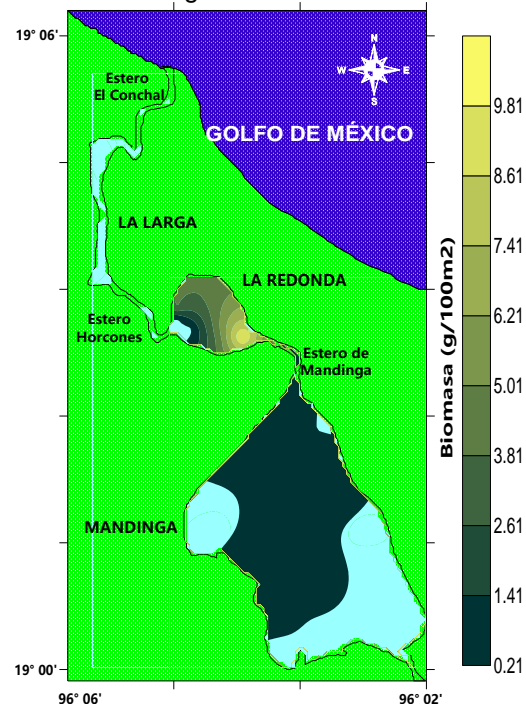 19° 06'
N
W
E
S
Estero
El Conchal
GOLFO DE MÉXICO
9.81
8.61
LA LARGA
7.41
LA REDONDA
6.21
Estero
Horcones
Estero de
Mandinga
5.01
Biomasa (g/100m2)
3.81
MANDINGA
2.61
1.41
19° 00'
0.21
96° 06'
96° 02'